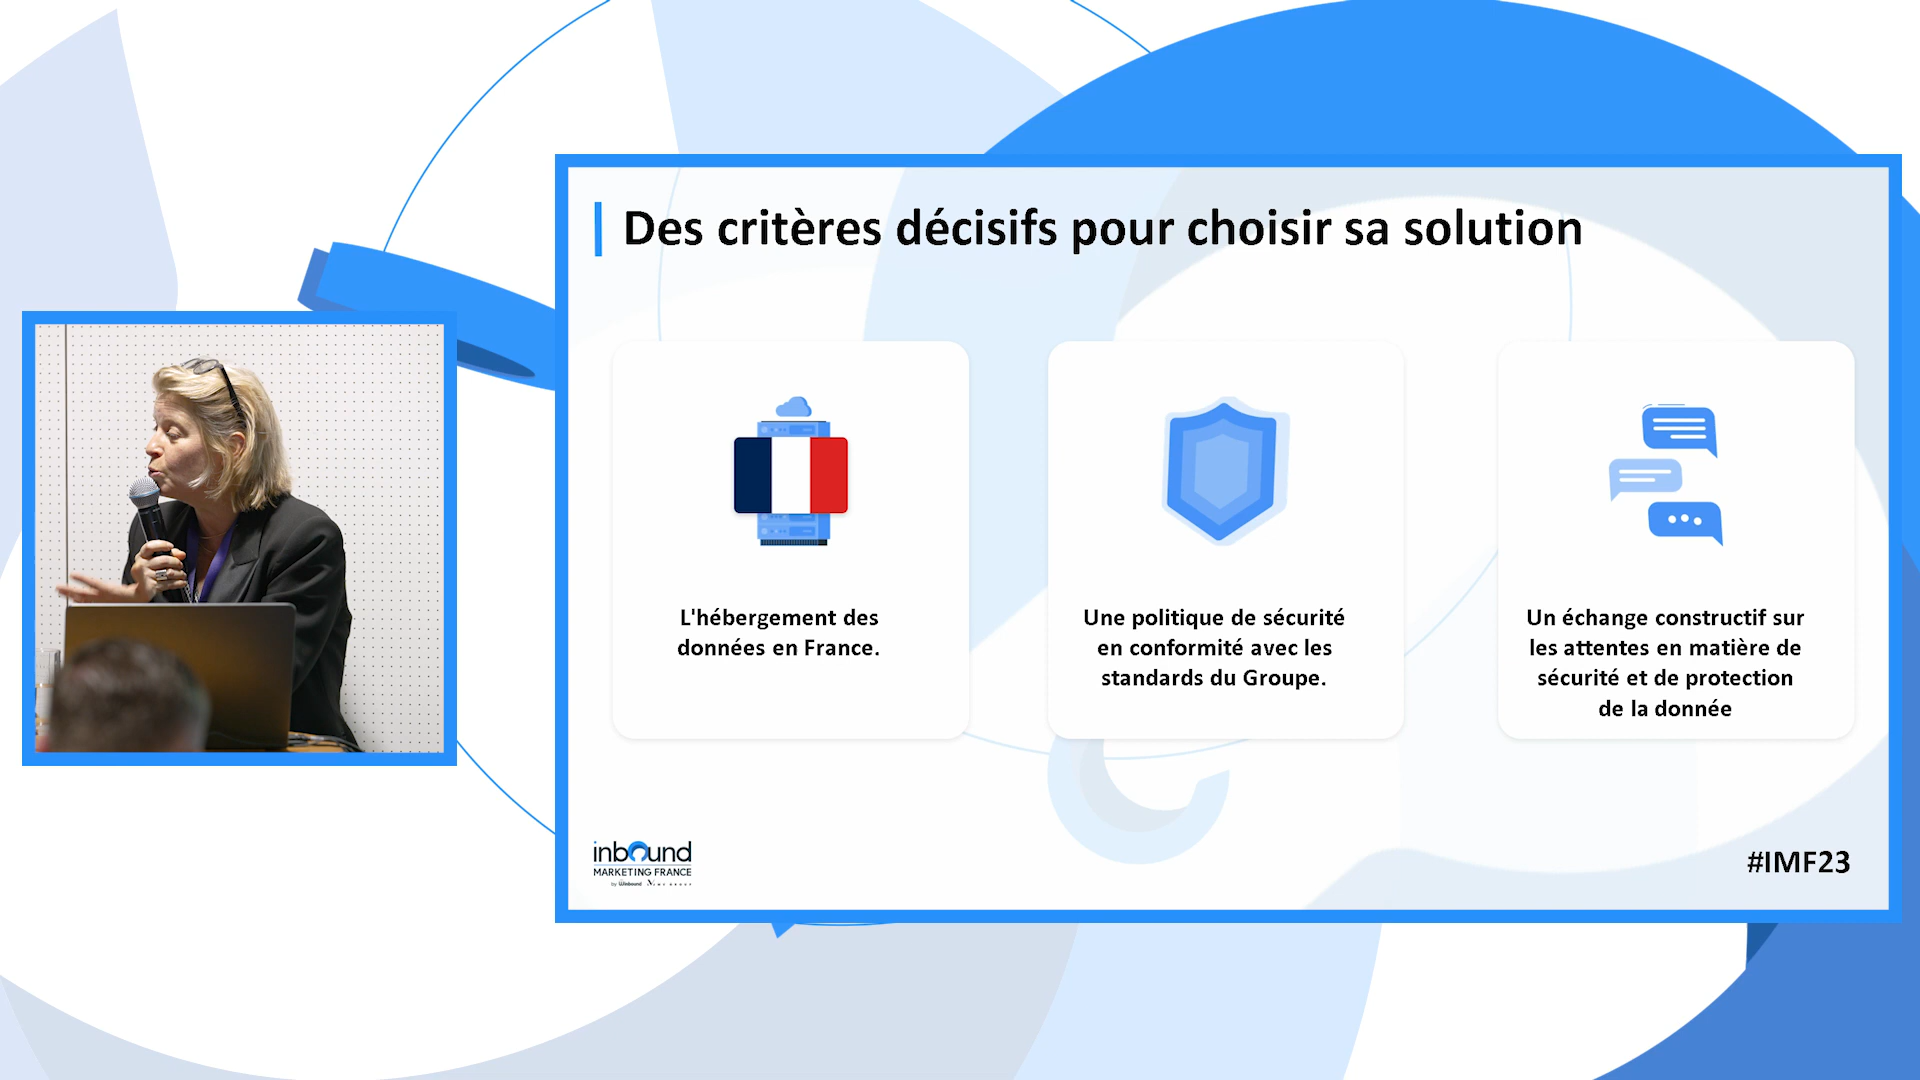 Des critères décisifs pour choisir sa solution
L'hébergement des
données en France.
Une politique de sécurité
en conformité avec les
standards du Groupe.
Un échange constructif sur
les attentes en matière de
sécurité et de protection
de la donnée
inbound
MARKETING FRANCE
by Winbound
#IMF23